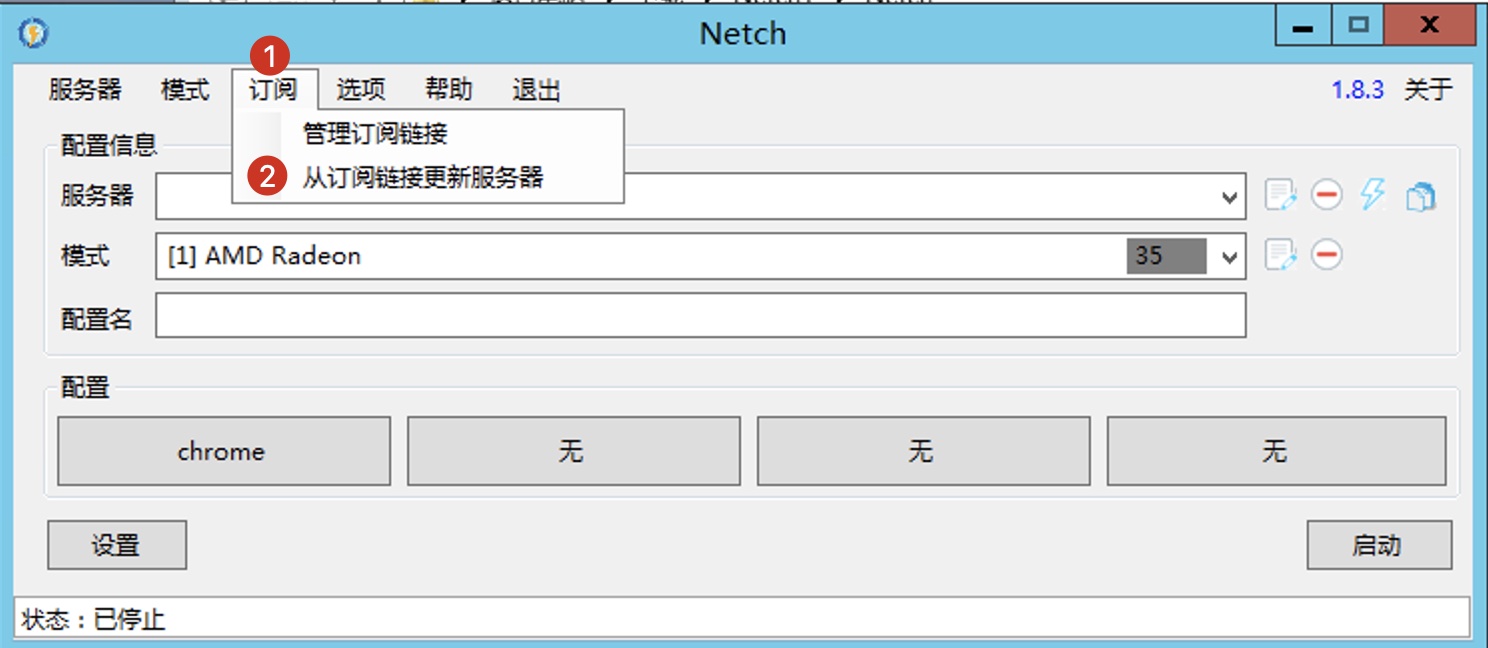 Netch
1
服务器 模式 订阅 选项 帮助 退出 1.8.3 关于
管理订阅链接
配置信息
2 从订阅链接更新服务器
服务器
模式 [1] AMD Radeon 35
配置名
配置
chrome 无 无 无
设置 启动
状态：已停止